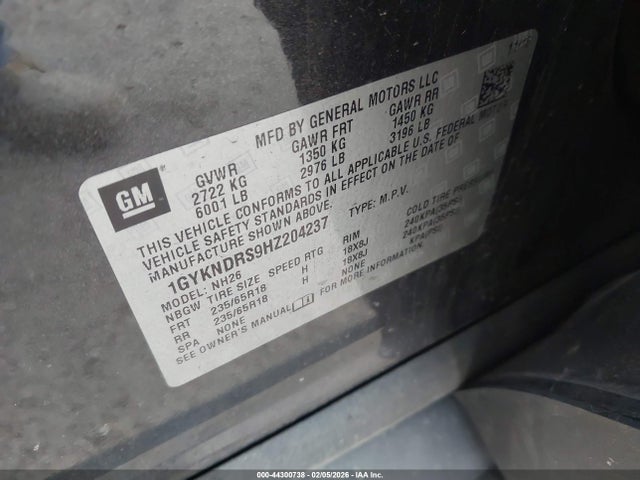 MFD BY GENERAL MOTORS LLC
GVWR GAWR FRT GAWR RR
2722 KG 1350 KG 1450 KG
6001 LB 2976 LB 3196 LB
GM
THIS VEHICLE CONFORMS TO ALL APPLICABLE U.S. FEDERAL MOTOR
VEHICLE SAFETY STANDARDS IN EFFECT ON THE DATE OF
MANUFACTURE SHOWN ABOVE.
1GYKNDRS9HZ204237 TYPE: M.P.V.
MODEL: NH26
NBGW TIRE SIZE SPEED RTG RIM COLD TIRE
FRT 235/65R18 H 18X8J 240KPA(35PSI)
RR 235/65R18 H 18X8J 240KPA(35PSI)
SPA NONE NONE KPA(PSI)
SEE OWNER'S MANUAL FOR MORE INFORMATION.
000-44300738 - 02/05/2026 - IAA Inc.